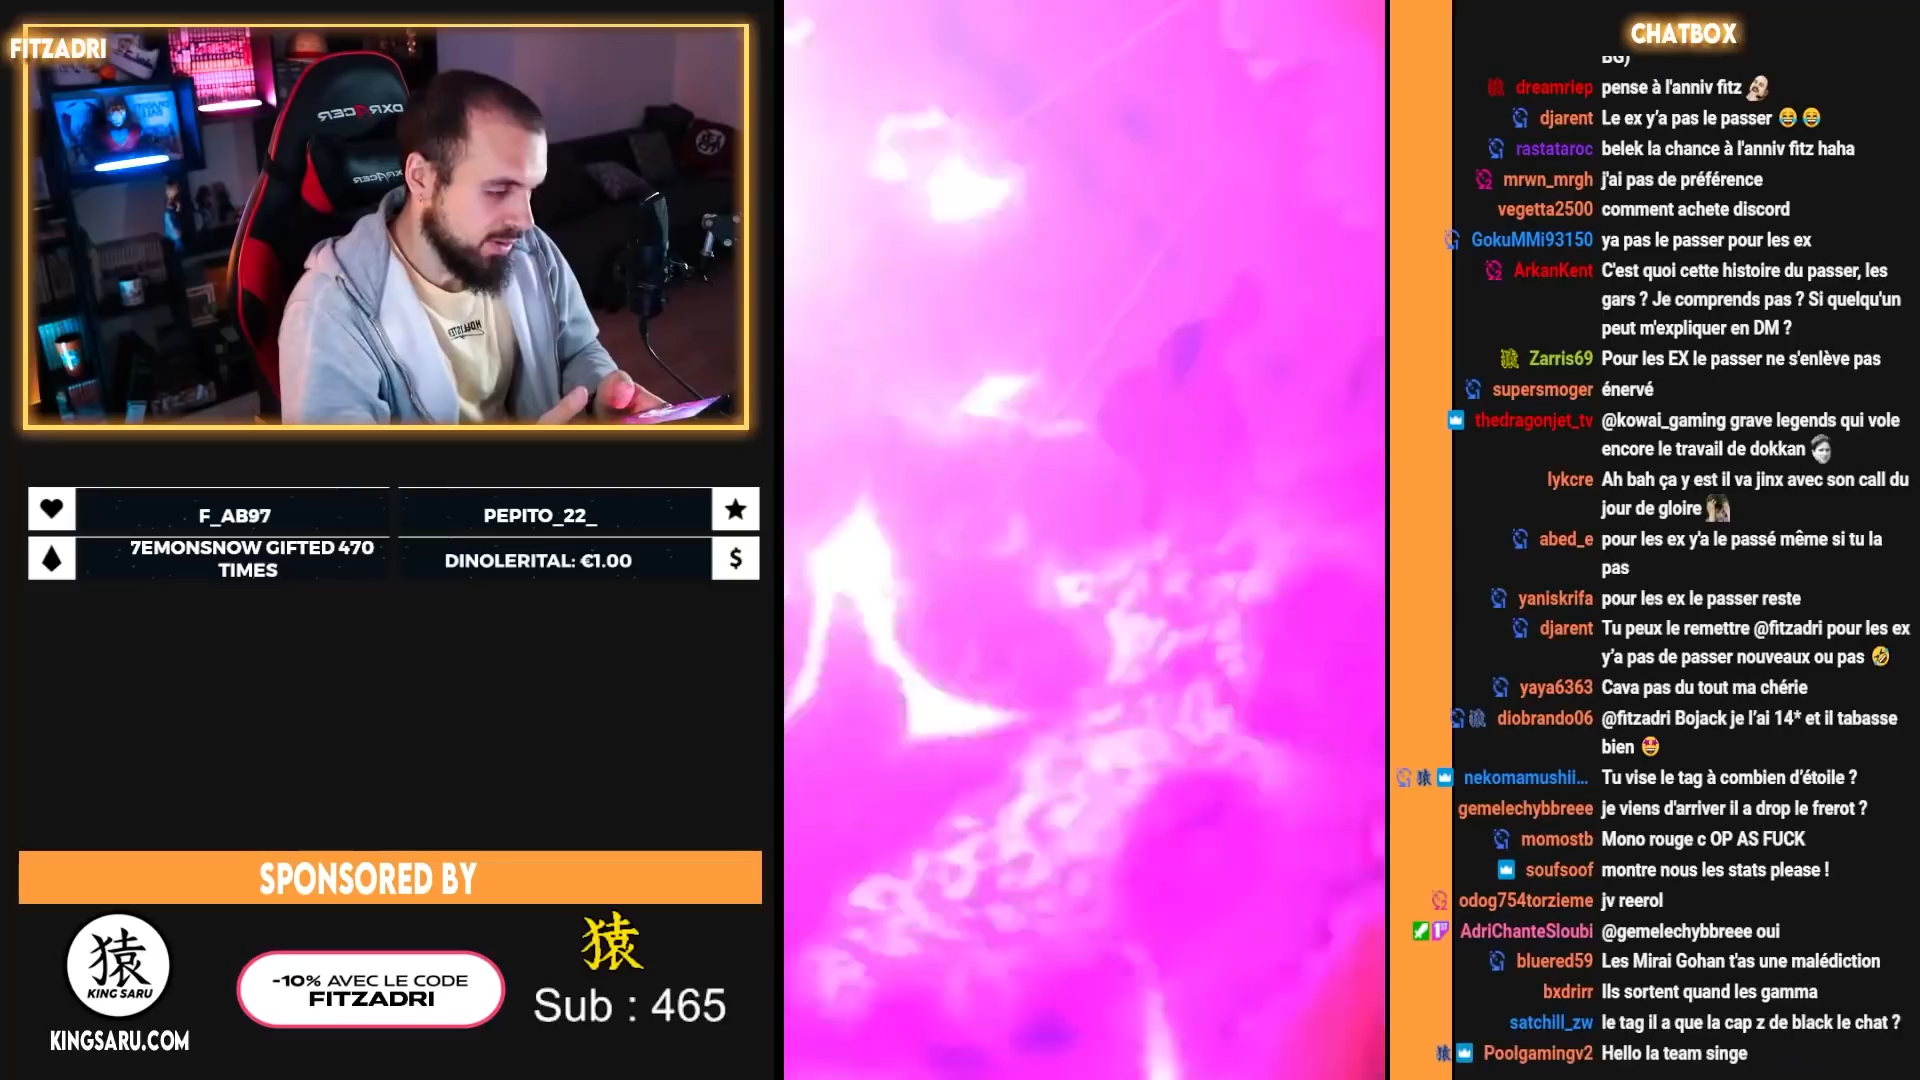 FITZADRI
DXRACER
DXRACER
HOLLISTER
F_AB97
PEPITO_22_
7EMONSNOW GIFTED 470
TIMES
DINOLERITAL: €1.00
$
SPONSORED BY
猿
KING SARU
KINGSARU.COM
-10% AVEC LE CODE
FITZADRI
猿
Sub : 465
CHATBOX
BG)
dreamriep pense à l'anniv fitz
djarent Le ex y'a pas le passer 😂 😂
rastataroc belek la chance à l'anniv fitz haha
mrwn_mrgh j'ai pas de préférence
vegetta2500 comment achete discord
GokuMMi93150 ya pas le passer pour les ex
ArkanKent C'est quoi cette histoire du passer, les
gars ? Je comprends pas ? Si quelqu'un
peut m'expliquer en DM ?
Zarris69 Pour les EX le passer ne s'enlève pas
supersmoger énervé
thedragonjet_tv @kowai_gaming grave legends qui vole
encore le travail de dokkan
lykcre Ah bah ça y est il va jinx avec son call du
jour de gloire
abed_e pour les ex y'a le passé même si tu la
pas
yaniskrifa pour les ex le passer reste
djarent Tu peux le remettre @fitzadri pour les ex
y’a pas de passer nouveaux ou pas 🤣
yaya6363 Cava pas du tout ma chérie
diobrando06 @fitzadri Bojack je l’ai 14* et il tabasse
bien 🤩
nekomamushii... Tu vise le tag à combien d’étoile ?
gemelechybbreee je viens d'arriver il a drop le frerot ?
momostb Mono rouge c OP AS FUCK
soufsoof montre nous les stats please !
odog754torzieme jv reerol
AdriChanteSloubi @gemelechybbreee oui
bluered59 Les Mirai Gohan t'as une malédiction
bxdrirr Ils sortent quand les gamma
satchill_zw le tag il a que la cap z de black le chat ?
Poolgamingv2 Hello la team singe